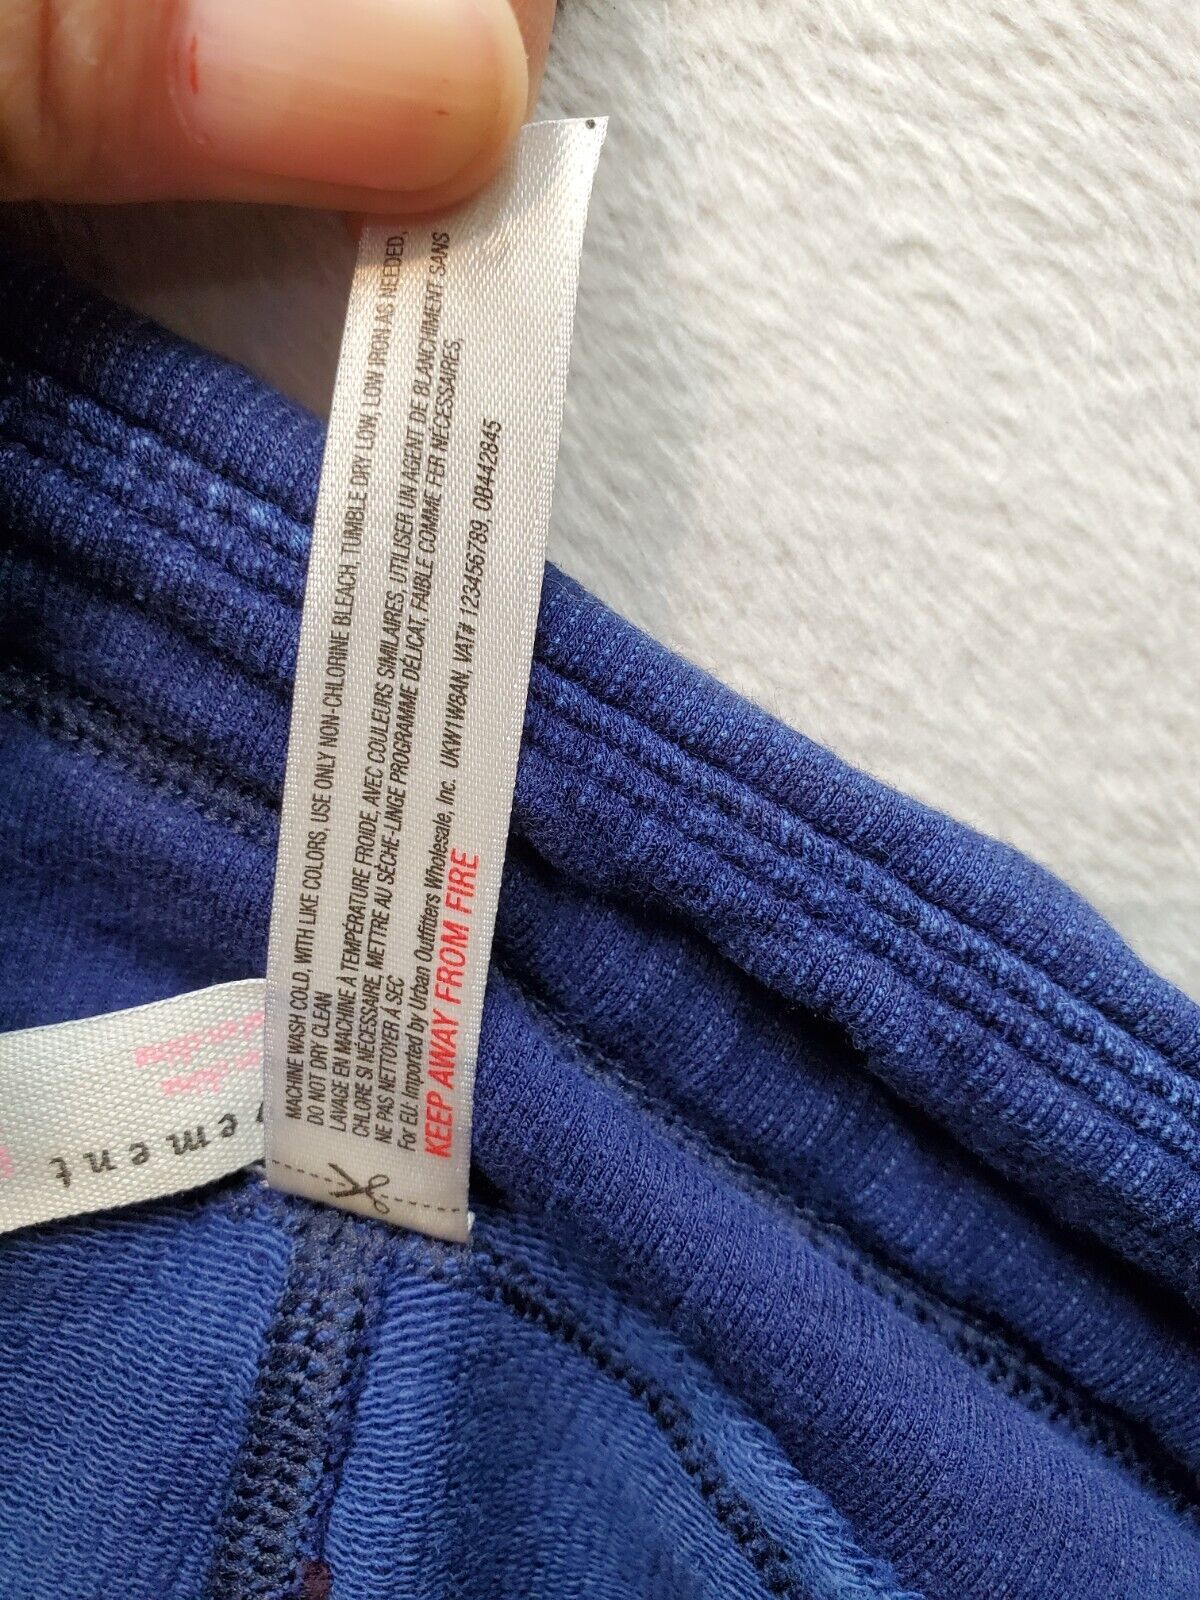 MACHINE WASH COLD, WITH LIKE COLORS, USE ONLY NON-CHLORINE BLEACH, TUMBLE DRY LOW, LOW IRON AS NEEDED,
DO NOT DRY CLEAN
LAVAGE EN MACHINE À TEMPÉRATURE FROIDE, AVEC COULEURS SIMILAIRES, UTILISER UN AGENT DE BLANCHIMENT SANS
CHLORE SI NÉCESSAIRE, METTRE AU SÈCHE-LINGE PROGRAMME DÉLICAT, FAIBLE COMME FER NECESSAIRES,
NE PAS NETTOYER À SEC
For EU: Imported by Urban Outfitters Wholesale, Inc. UKW1W8AN, VAT# 123456789, OB442845
KEEP AWAY FROM FIRE
ement